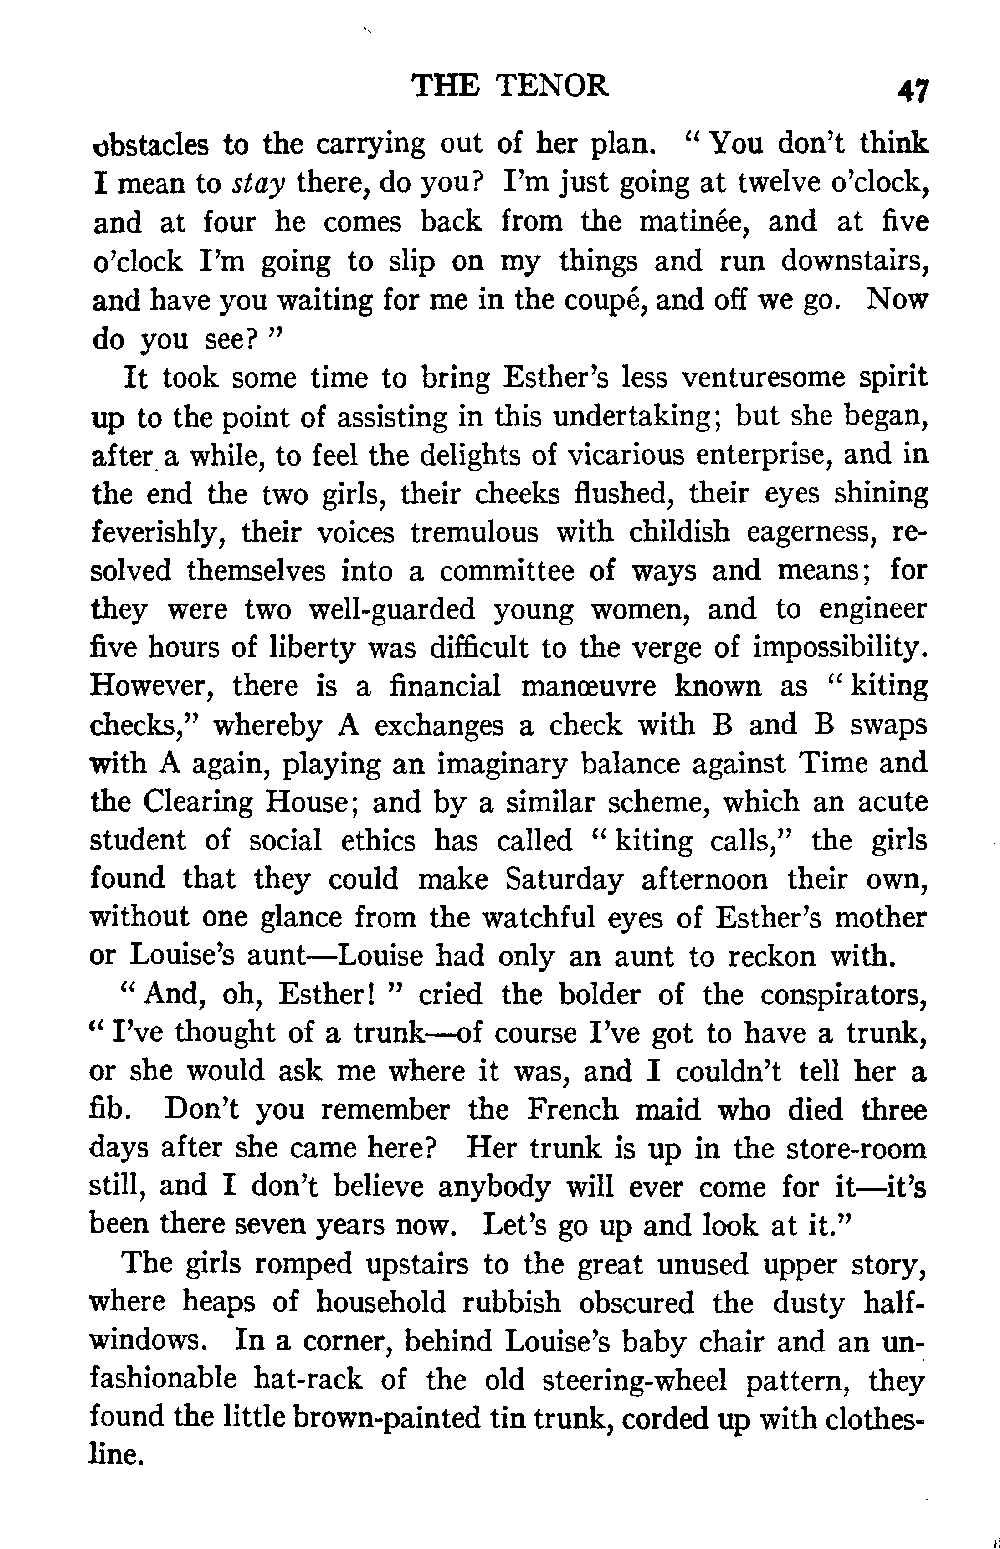 THE TENOR 47
obstacles to the carrying out of her plan. “ You don’t think
I mean to stay there, do you? I’m just going at twelve o’clock,
and at four he comes back from the matinée, and at five
o’clock I’m going to slip on my things and run downstairs,
and have you waiting for me in the coupé, and off we go. Now
do you see? ”
It took some time to bring Esther’s less venturesome spirit
up to the point of assisting in this undertaking; but she began,
after a while, to feel the delights of vicarious enterprise, and in
the end the two girls, their cheeks flushed, their eyes shining
feverishly, their voices tremulous with childish eagerness, re-
solved themselves into a committee of ways and means; for
they were two well-guarded young women, and to engineer
five hours of liberty was difficult to the verge of impossibility.
However, there is a financial manœuvre known as “ kiting
checks,” whereby A exchanges a check with B and B swaps
with A again, playing an imaginary balance against Time and
the Clearing House; and by a similar scheme, which an acute
student of social ethics has called “ kiting calls,” the girls
found that they could make Saturday afternoon their own,
without one glance from the watchful eyes of Esther’s mother
or Louise’s aunt—Louise had only an aunt to reckon with.
“ And, oh, Esther! ” cried the bolder of the conspirators,
“ I’ve thought of a trunk—of course I’ve got to have a trunk,
or she would ask me where it was, and I couldn’t tell her a
fib. Don’t you remember the French maid who died three
days after she came here? Her trunk is up in the store-room
still, and I don’t believe anybody will ever come for it—it’s
been there seven years now. Let’s go up and look at it.”
The girls romped upstairs to the great unused upper story,
where heaps of household rubbish obscured the dusty half-
windows. In a corner, behind Louise’s baby chair and an un-
fashionable hat-rack of the old steering-wheel pattern, they
found the little brown-painted tin trunk, corded up with clothes-
line.